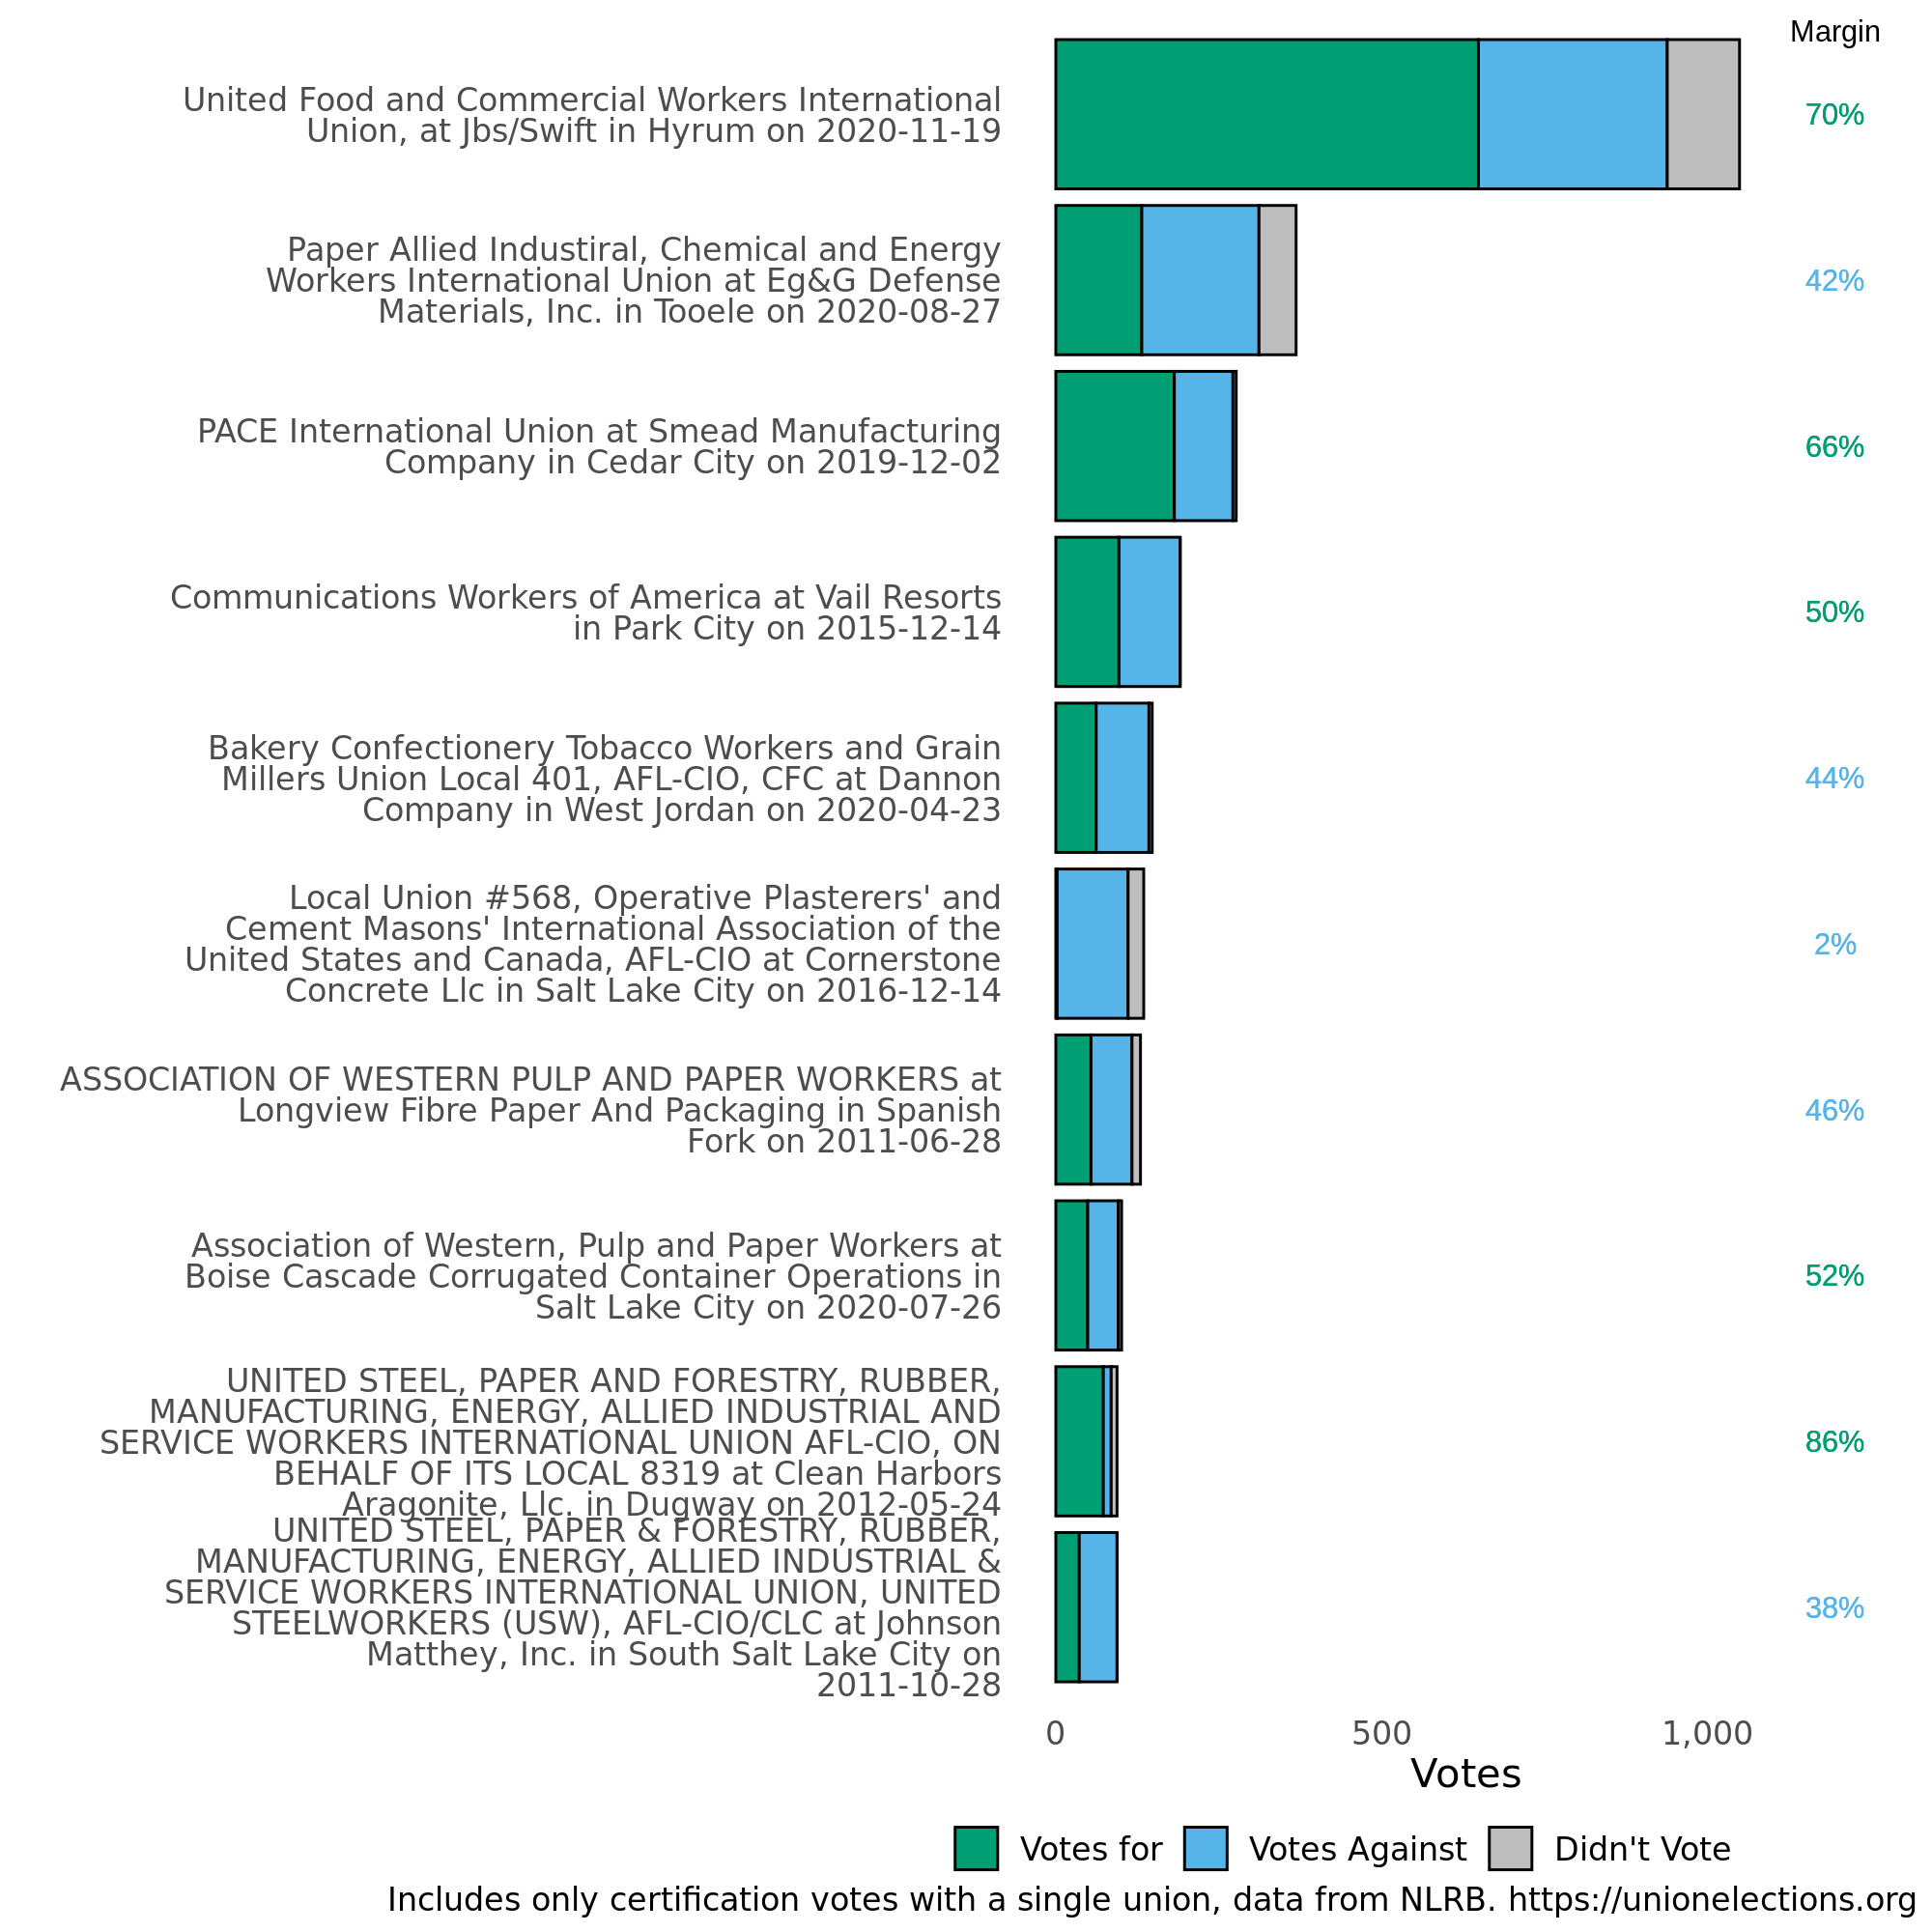 Margin
United Food and Commercial Workers International
Union, at Jbs/Swift in Hyrum on 2020-11-19
70%
Paper Allied Industiral, Chemical and Energy
Workers International Union at Eg&G Defense
Materials, Inc. in Tooele on 2020-08-27
42%
PACE International Union at Smead Manufacturing
Company in Cedar City on 2019-12-02
66%
Communications Workers of America at Vail Resorts
in Park City on 2015-12-14
50%
Bakery Confectionery Tobacco Workers and Grain
Millers Union Local 401, AFL-CIO, CFC at Dannon
Company in West Jordan on 2020-04-23
44%
Local Union #568, Operative Plasterers' and
Cement Masons' International Association of the
United States and Canada, AFL-CIO at Cornerstone
Concrete Llc in Salt Lake City on 2016-12-14
2%
ASSOCIATION OF WESTERN PULP AND PAPER WORKERS at
Longview Fibre Paper And Packaging in Spanish
Fork on 2011-06-28
46%
Association of Western, Pulp and Paper Workers at
Boise Cascade Corrugated Container Operations in
Salt Lake City on 2020-07-26
52%
UNITED STEEL, PAPER AND FORESTRY, RUBBER,
MANUFACTURING, ENERGY, ALLIED INDUSTRIAL AND
SERVICE WORKERS INTERNATIONAL UNION AFL-CIO, ON
BEHALF OF ITS LOCAL 8319 at Clean Harbors
Aragonite, Llc. in Dugway on 2012-05-24
86%
UNITED STEEL, PAPER & FORESTRY, RUBBER,
MANUFACTURING, ENERGY, ALLIED INDUSTRIAL &
SERVICE WORKERS INTERNATIONAL UNION, UNITED
STEELWORKERS (USW), AFL-CIO/CLC at Johnson
Matthey, Inc. in South Salt Lake City on
2011-10-28
38%
0 500 1,000
Votes
Votes for Votes Against Didn't Vote
Includes only certification votes with a single union, data from NLRB. https://unionelections.org